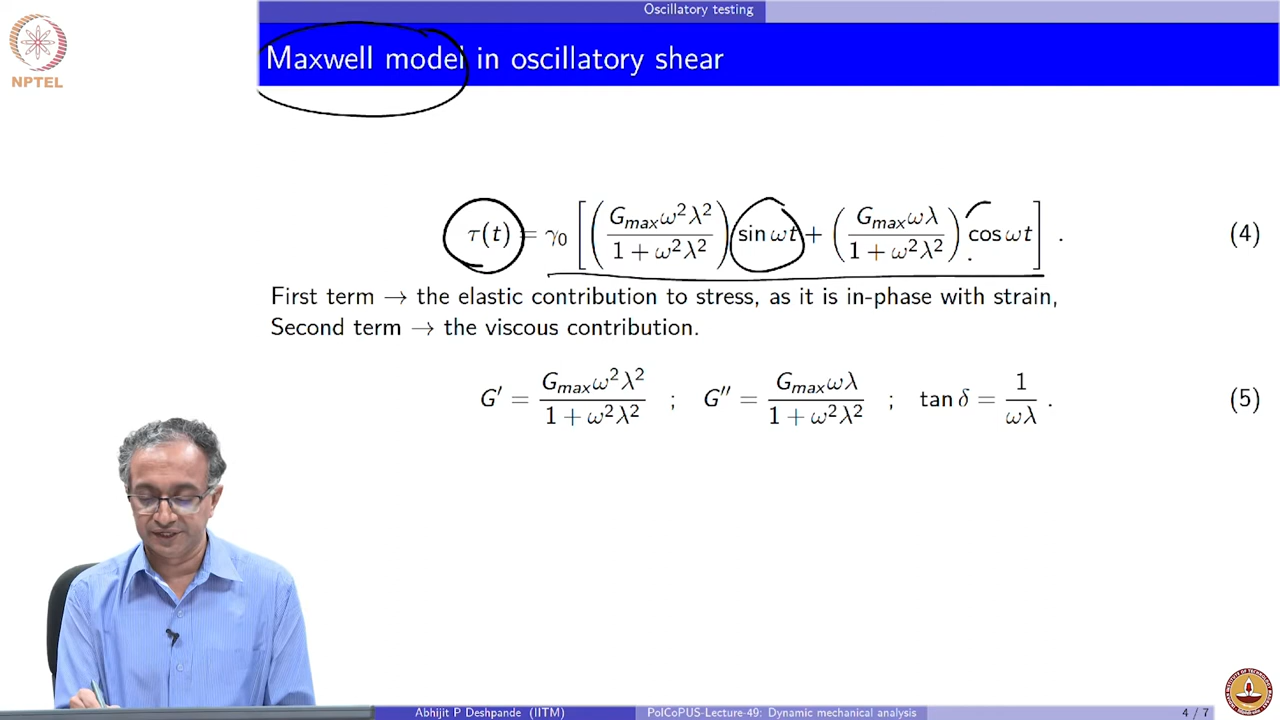 Oscillatory testing
Maxwell model in oscillatory shear
NPTEL
τ(t) = γ₀ [ ( G_max ω²λ² / 1 + ω²λ² ) sin ωt + ( G_max ωλ / 1 + ω²λ² ) cos ωt ] . (4)
First term → the elastic contribution to stress, as it is in-phase with strain,
Second term → the viscous contribution.
G′ = G_max ω²λ² / 1 + ω²λ² ; G″ = G_max ωλ / 1 + ω²λ² ; tan δ = 1 / ωλ . (5)
Abhijit P Deshpande (IITM) PolCoPUS-Lecture-49: Dynamic mechanical analysis 4 / 7